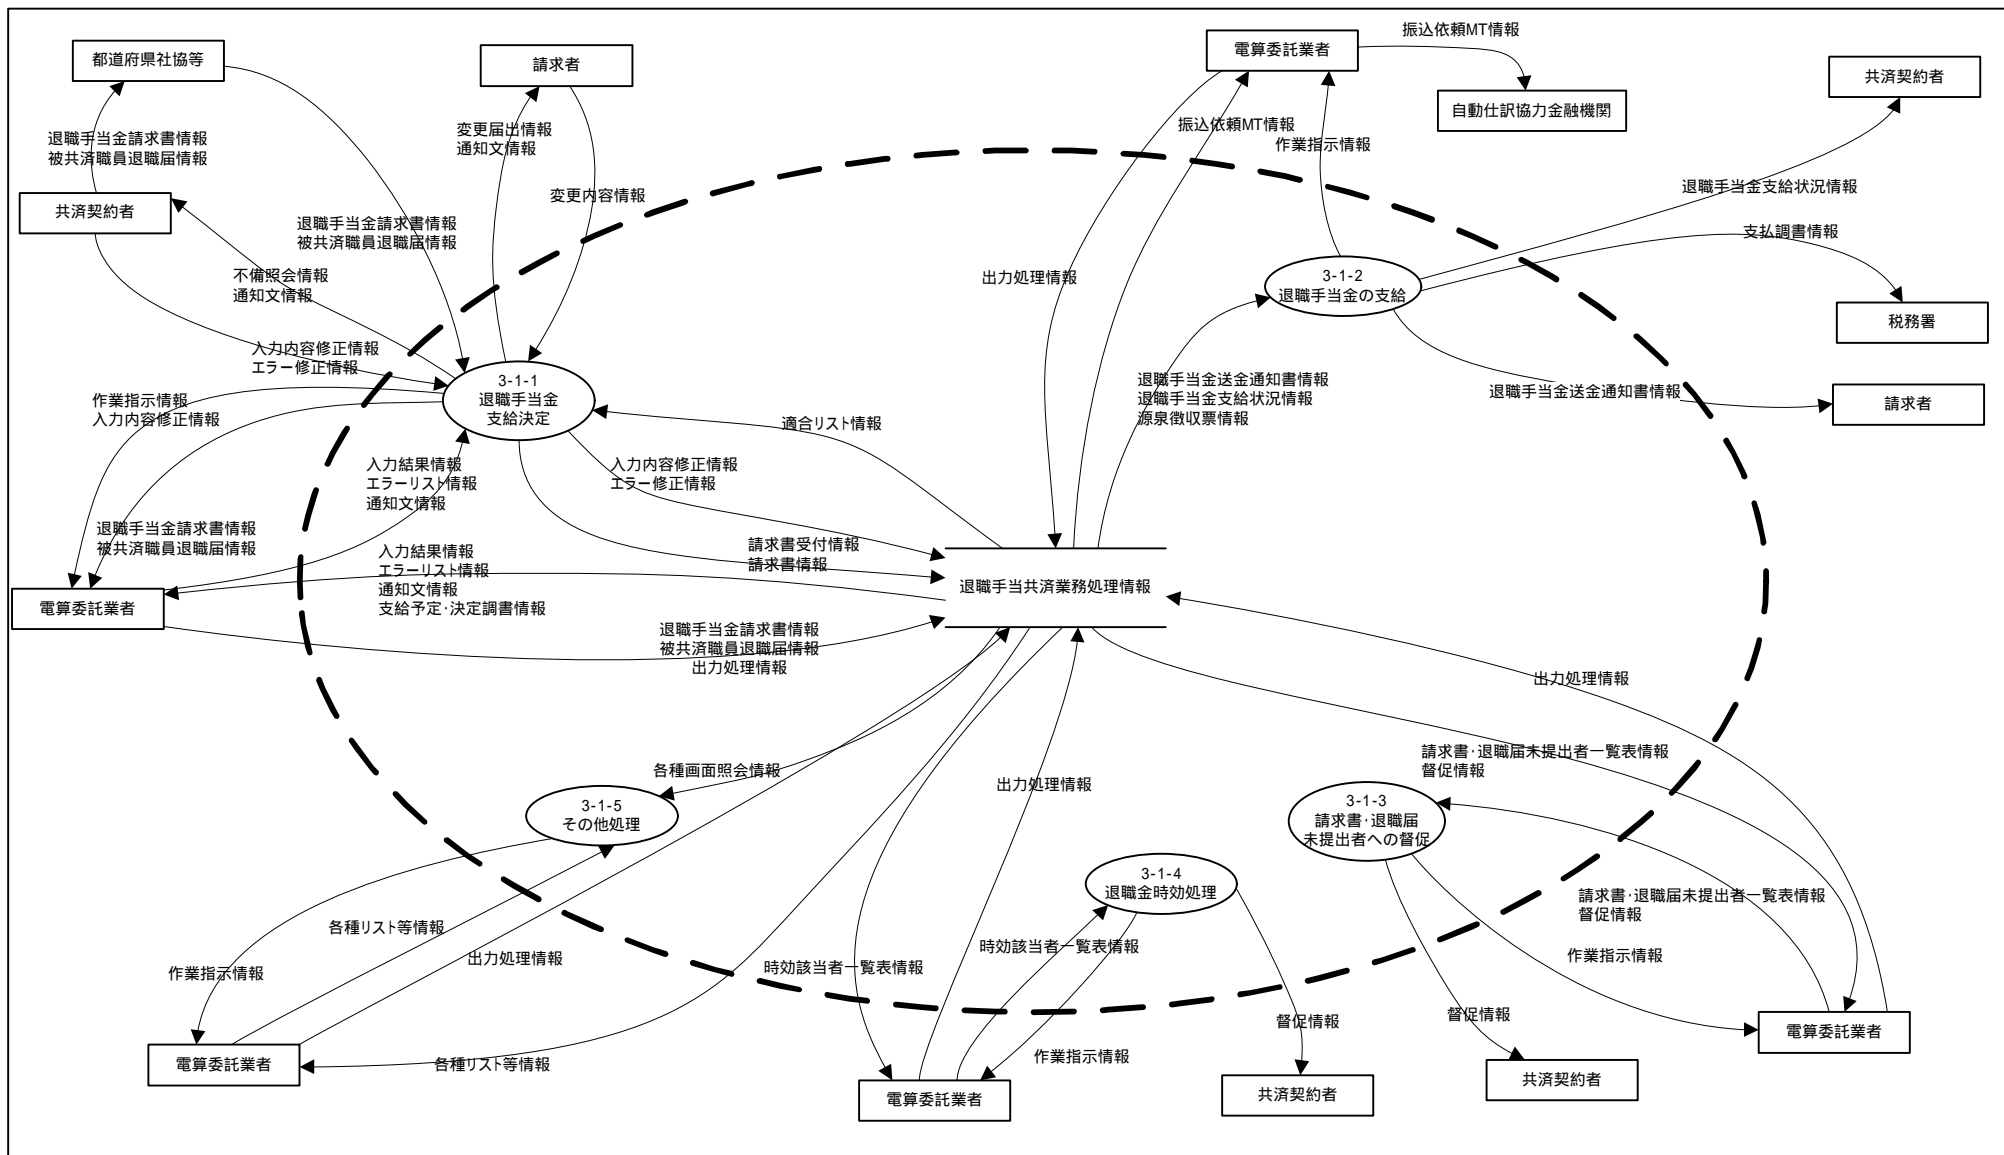 都道府県社協等
請求者
電算委託業者
振込依頼MT情報
共済契約者
自動仕訳協力金融機関
退職手当金請求書情報
被共済職員退職届情報
変更届出情報
通知文情報
振込依頼MT情報
作業指示情報
共済契約者
変更内容情報
退職手当金支給状況情報
退職手当金請求書情報
被共済職員退職届情報
支払調書情報
不備照会情報
通知文情報
出力処理情報
3-1-2
退職手当金の支給
税務署
入力内容修正情報
エラー修正情報
3-1-1
退職手当金
支給決定
退職手当金送金通知書情報
退職手当金支給状況情報
源泉徴収票情報
退職手当金送金通知書情報
請求者
作業指示情報
入力内容修正情報
適合リスト情報
入力結果情報
エラーリスト情報
通知文情報
入力内容修正情報
エラー修正情報
退職手当金請求書情報
被共済職員退職届情報
請求書受付情報
請求書情報
入力結果情報
エラーリスト情報
通知文情報
支給予定・決定調書情報
退職手当共済業務処理情報
電算委託業者
退職手当金請求書情報
被共済職員退職届情報
出力処理情報
出力処理情報
各種画面照会情報
出力処理情報
請求書・退職届未提出者一覧表情報
督促情報
3-1-5
その他処理
3-1-3
請求書・退職届
未提出者への督促
3-1-4
退職金時効処理
請求書・退職届未提出者一覧表情報
督促情報
各種リスト等情報
出力処理情報
時効該当者一覧表情報
時効該当者一覧表情報
作業指示情報
作業指示情報
督促情報
督促情報
電算委託業者
電算委託業者
各種リスト等情報
作業指示情報
電算委託業者
共済契約者
共済契約者